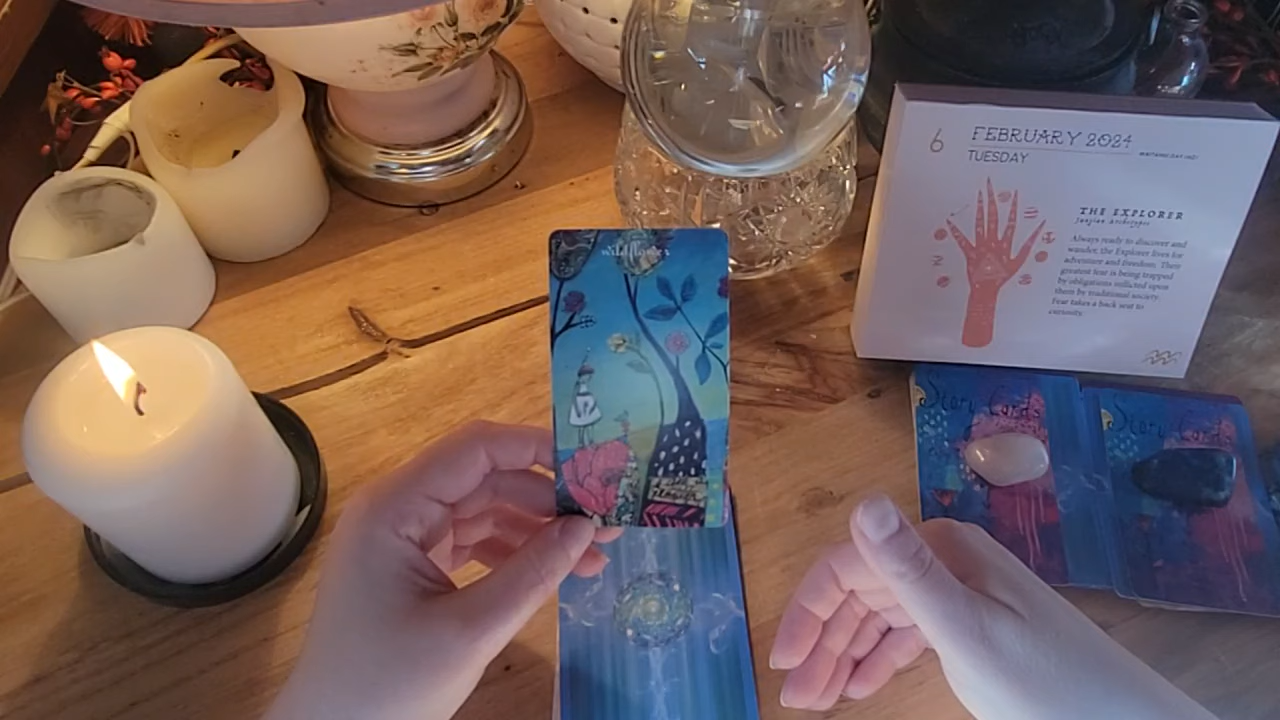 wildflower
6
FEBRUARY 2024
TUESDAY
THE EXPLORER
Jungian Archetypes
Always ready to discover and
wander, the Explorer lives for
adventure and freedom. Their
greatest fear is being trapped
by obligations inflicted upon
them by traditional society.
Fear takes a back seat to
curiosity.
Story Cards
Story Cards